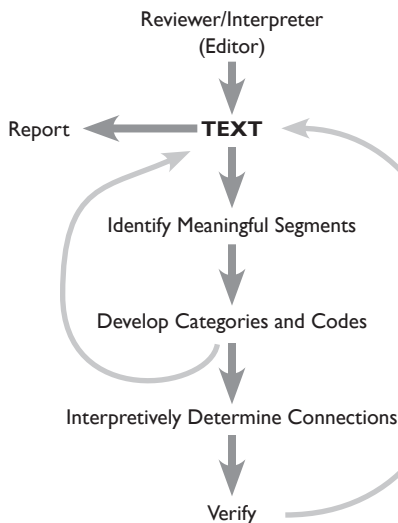 Reviewer/Interpreter
(Editor)
Report
TEXT
Identify Meaningful Segments
Develop Categories and Codes
Interpretively Determine Connections
Verify